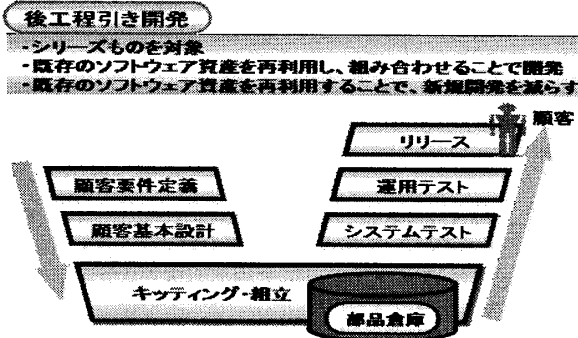 後工程引き開発
・シリーズものを対象
・既存のソフトウェア資産を再利用し、組み合わせることで開発
・既存のソフトウェア資産を再利用することで、新規開発を減らす
顧客
リリース
顧客要件定義
運用テスト
顧客基本設計
システムテスト
キッティング・組立
部品倉庫